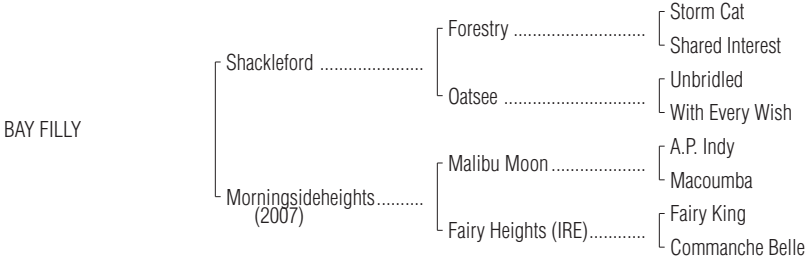 Storm Cat
Forestry ............................
Shared Interest
Shackleford ......................
Unbridled
Oatsee ..............................
With Every Wish
BAY FILLY
A.P. Indy
Malibu Moon ....................
Macoumba
Morningsideheights ..........
(2007)
Fairy King
Fairy Heights (IRE) ............
Commanche Belle